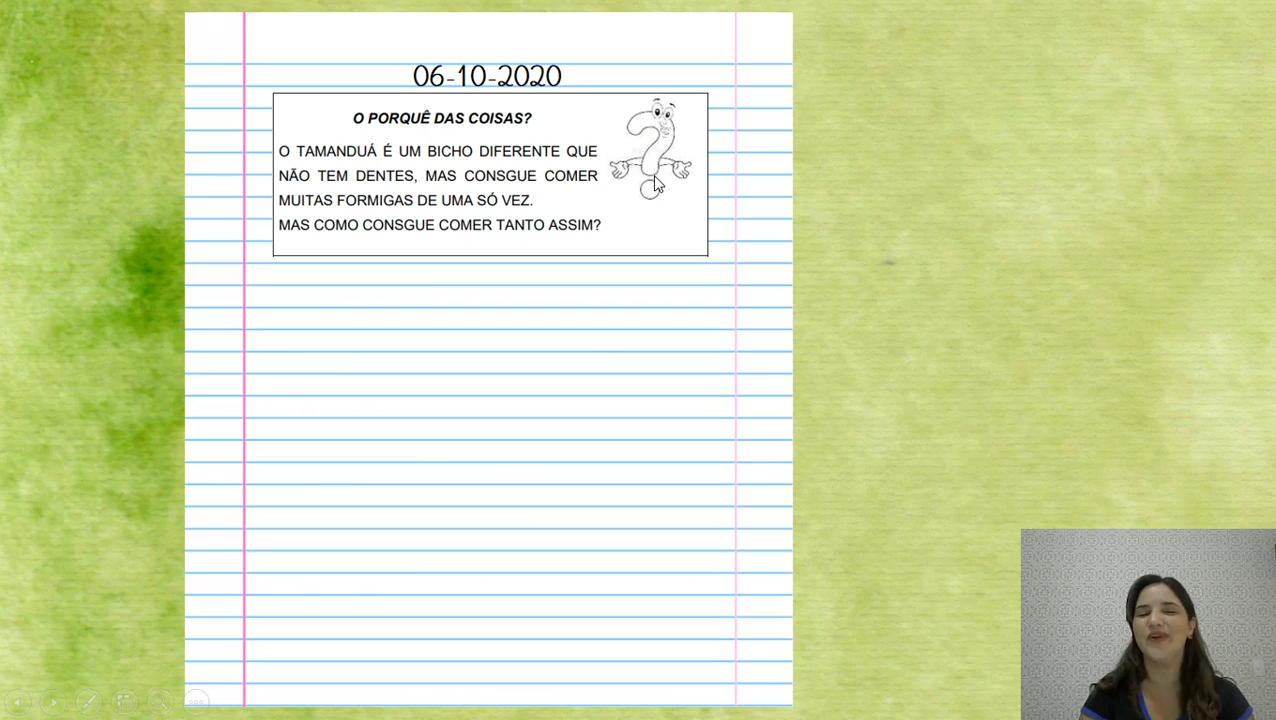 06-10-2020
O PORQUÊ DAS COISAS?
O TAMANDUÁ É UM BICHO DIFERENTE QUE
NÃO TEM DENTES, MAS CONSGUE COMER
MUITAS FORMIGAS DE UMA SÓ VEZ.
MAS COMO CONSGUE COMER TANTO ASSIM?